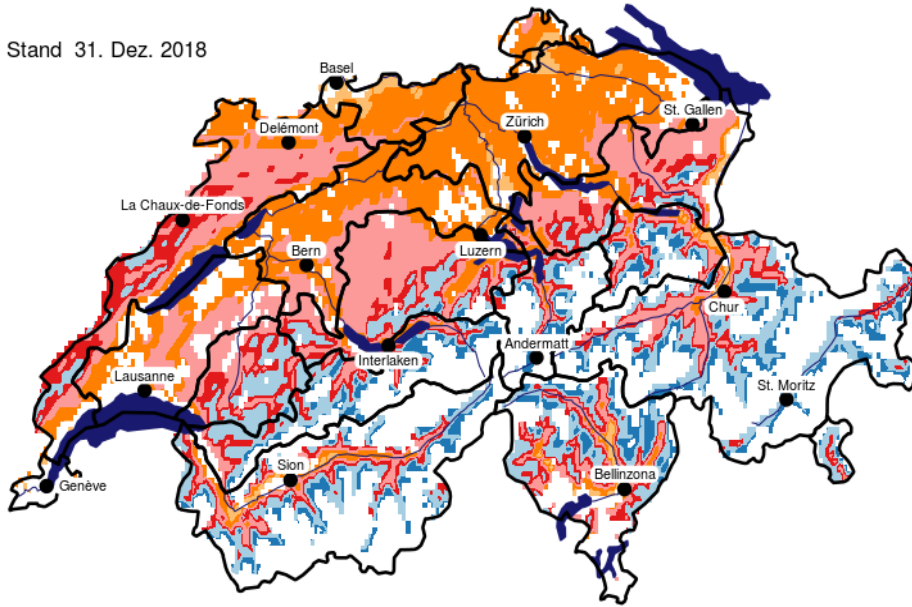 Stand 31. Dez. 2018
Basel
Delémont
Zürich
St. Gallen
La Chaux-de-Fonds
Bern
Luzern
Chur
Interlaken
Andermatt
Lausanne
St. Moritz
Sion
Bellinzona
Genève